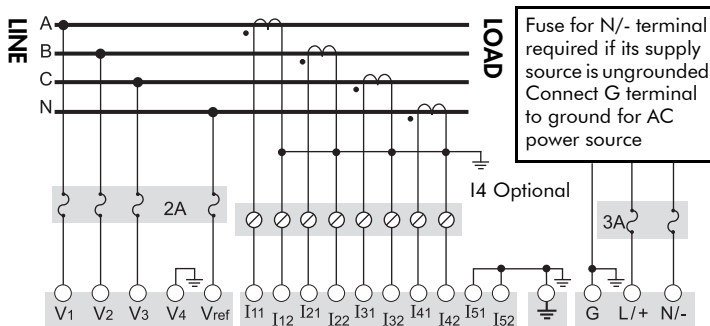 LINE
A
B
C
N
LOAD
Fuse for N/- terminal
required if its supply
source is ungrounded
Connect G terminal
to ground for AC
power source
I4 Optional
2A
3A
V1
V2
V3
V4
Vref
I11
I12
I21
I22
I31
I32
I41
I42
I51
I52
G
L/+
N/-